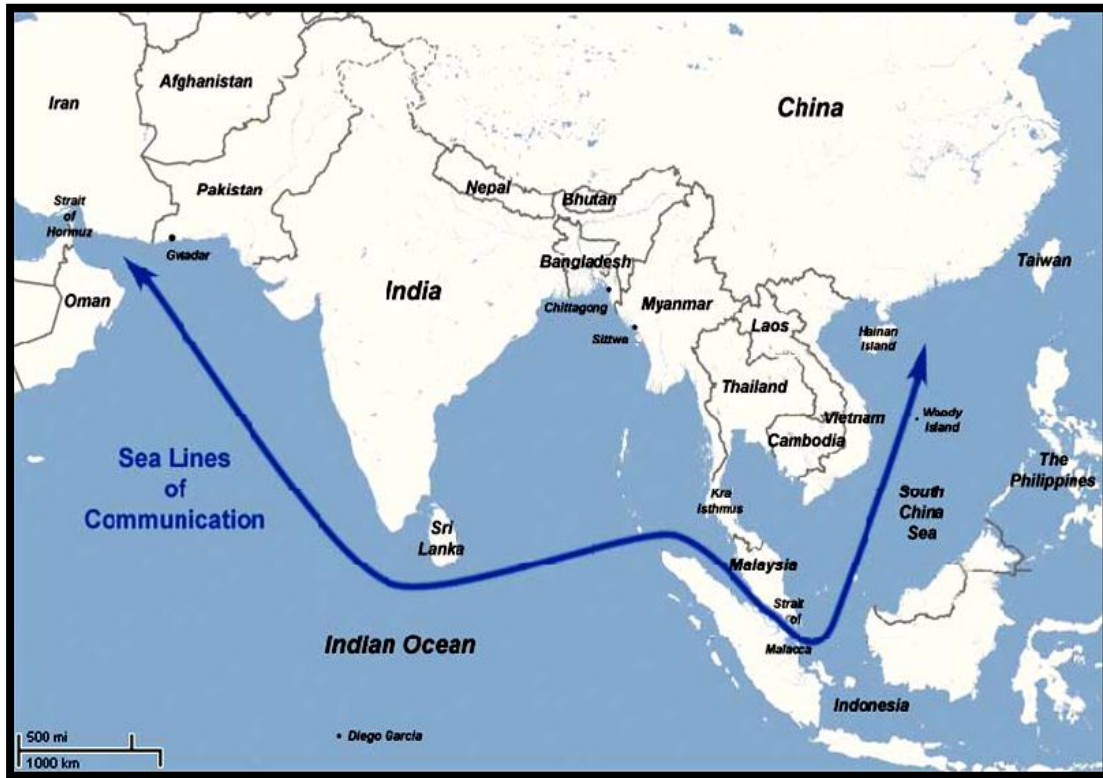 Iran
Afghanistan
China
Pakistan
Nepal
Bhutan
Strait
of
Hormuz
Gwadar
Bangladesh
Taiwan
Oman
India
Chittagong
Myanmar
Sittwe
Laos
Hainan
Island
Thailand
Vietnam
Woody
Island
Cambodia
Sea Lines
of
Communication
The
Philippines
Kra
Isthmus
South
China
Sea
Sri
Lanka
Malaysia
Strait
of
Malacca
Indian Ocean
Indonesia
500 mi
1000 km
Diego Garcia